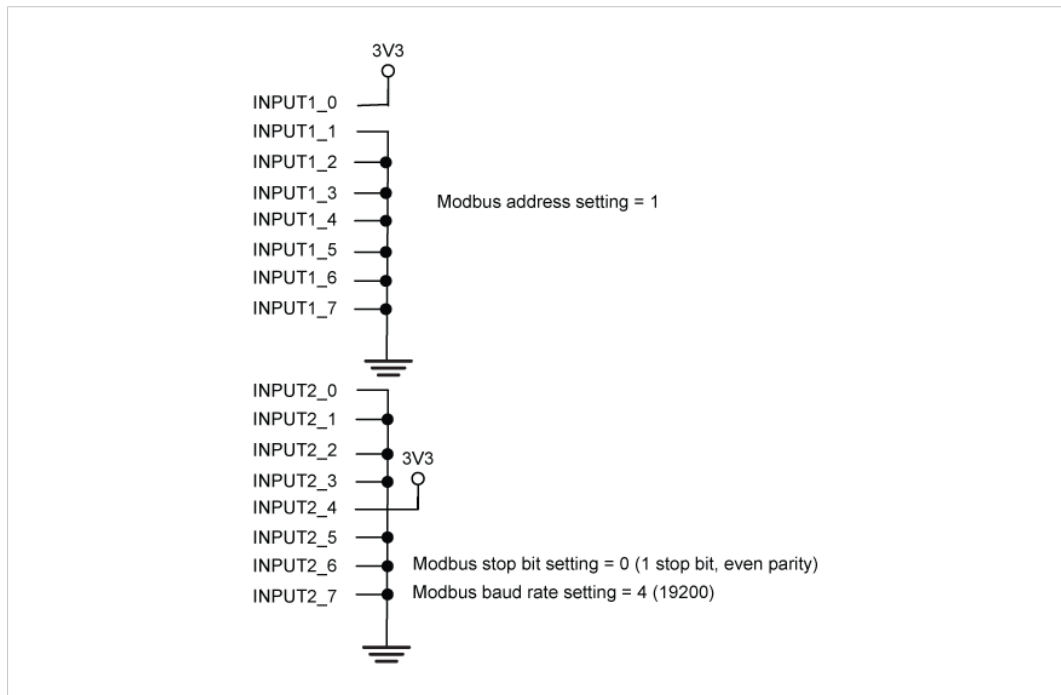 3V3
INPUT1_0
INPUT1_1
INPUT1_2
INPUT1_3
Modbus address setting = 1
INPUT1_4
INPUT1_5
INPUT1_6
INPUT1_7
INPUT2_0
INPUT2_1
INPUT2_2
3V3
INPUT2_3
INPUT2_4
INPUT2_5
INPUT2_6
Modbus stop bit setting = 0 (1 stop bit, even parity)
INPUT2_7
Modbus baud rate setting = 4 (19200)